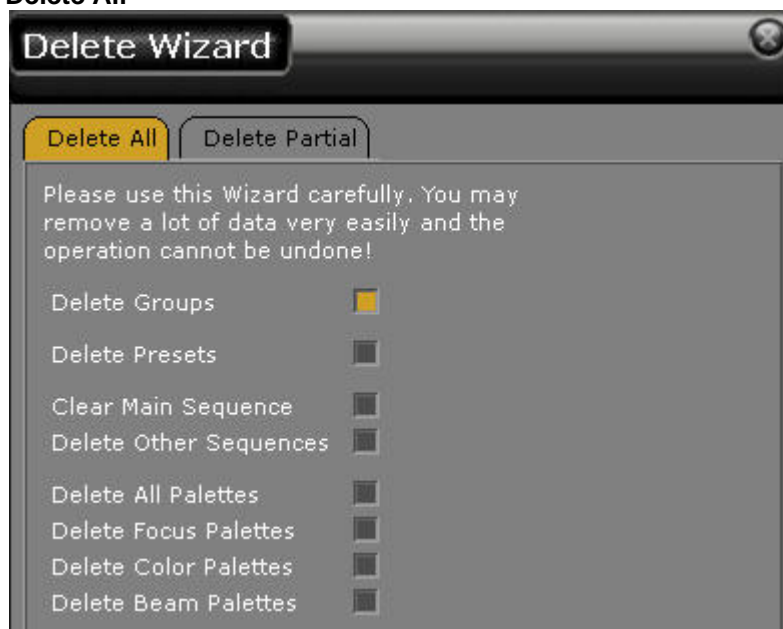 Delete All
Delete Wizard
Delete All
Delete Partial
Please use this Wizard carefully. You may
remove a lot of data very easily and the
operation cannot be undone!
Delete Groups
Delete Presets
Clear Main Sequence
Delete Other Sequences
Delete All Palettes
Delete Focus Palettes
Delete Color Palettes
Delete Beam Palettes